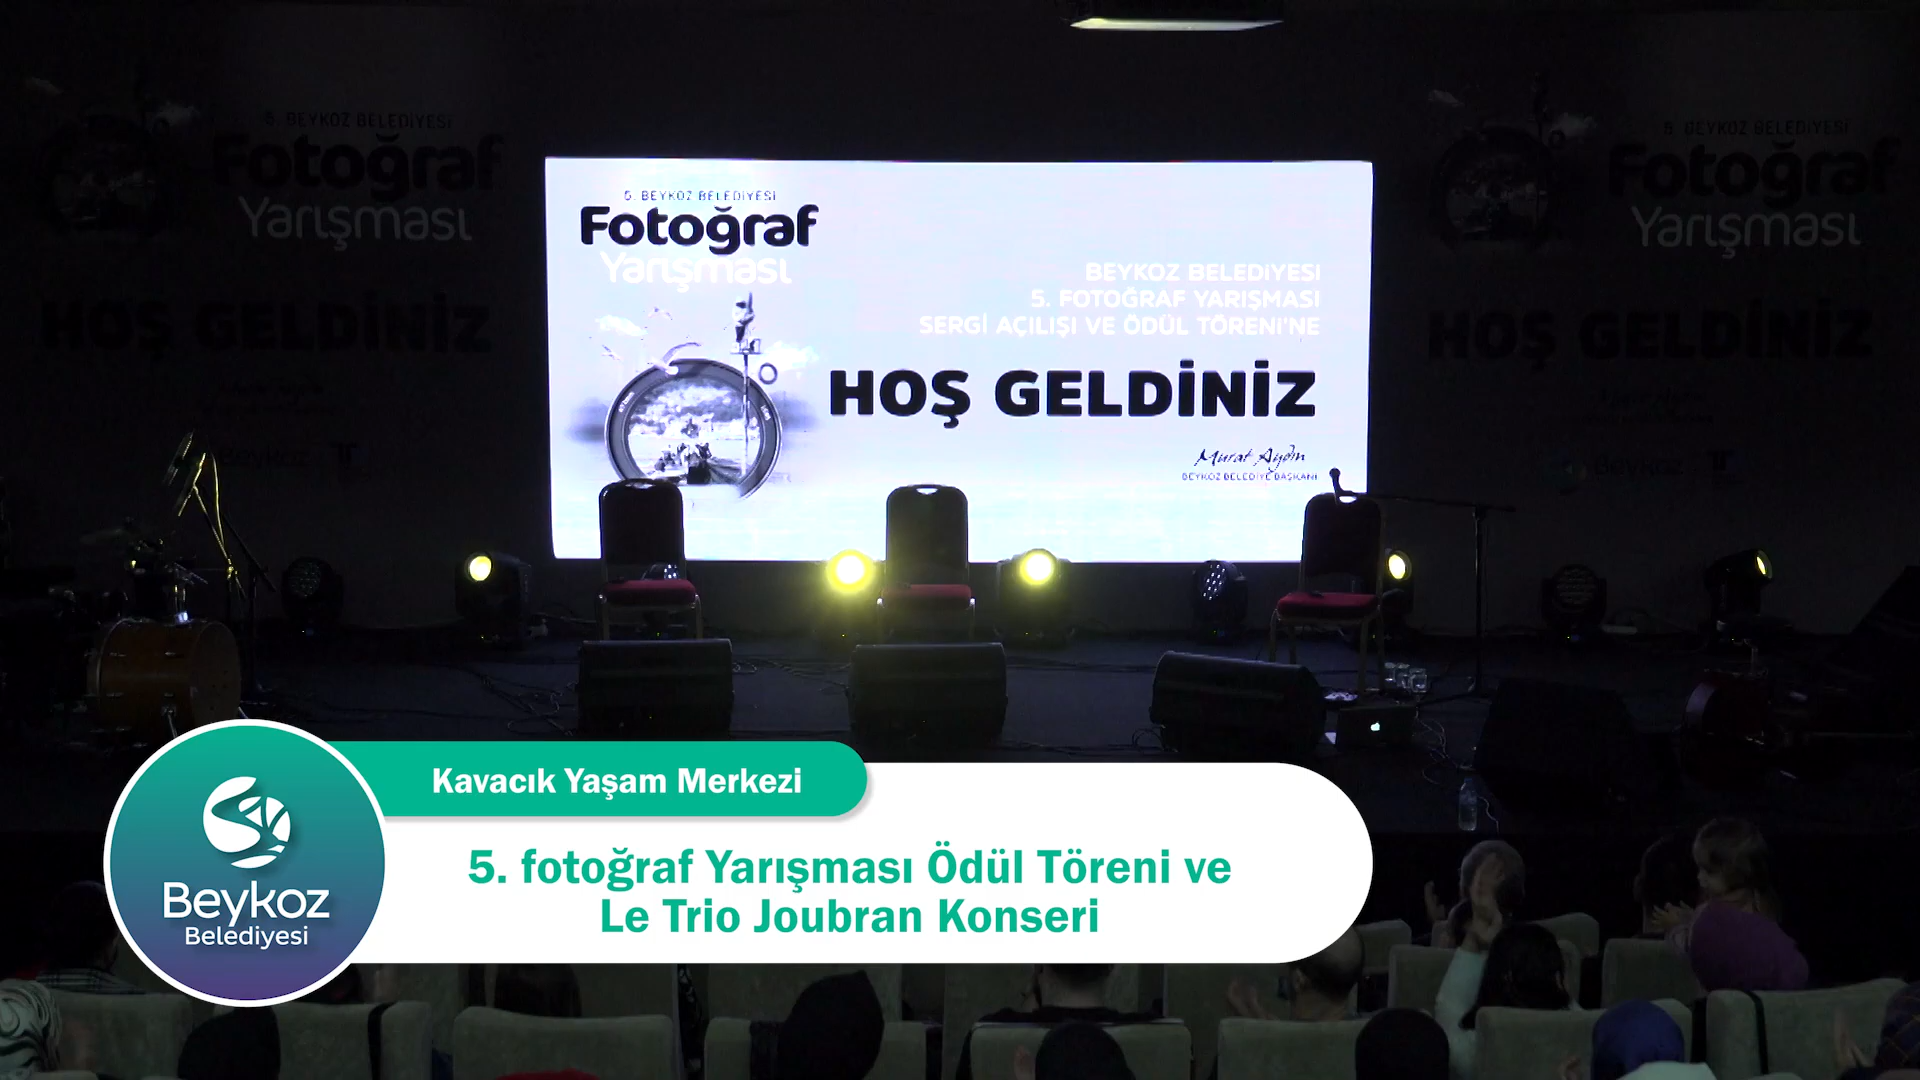 5. BEYKOZ BELEDİYESİ
Fotoğraf
Yarışması
HOŞ GELDİNİZ
5. BEYKOZ BELEDİYESİ
Fotoğraf
Yarışması
BEYKOZ BELEDİYESİ
5. FOTOĞRAF YARIŞMASI
SERGİ AÇILIŞI VE ÖDÜL TÖRENİ'NE
HOŞ GELDİNİZ
Murat Aydın
BEYKOZ BELEDİYE BAŞKANI
5. BEYKOZ BELEDİYESİ
Fotoğraf
Yarışması
HOŞ GELDİNİZ
Kavacık Yaşam Merkezi
5. fotoğraf Yarışması Ödül Töreni ve
Le Trio Joubran Konseri
Beykoz
Belediyesi